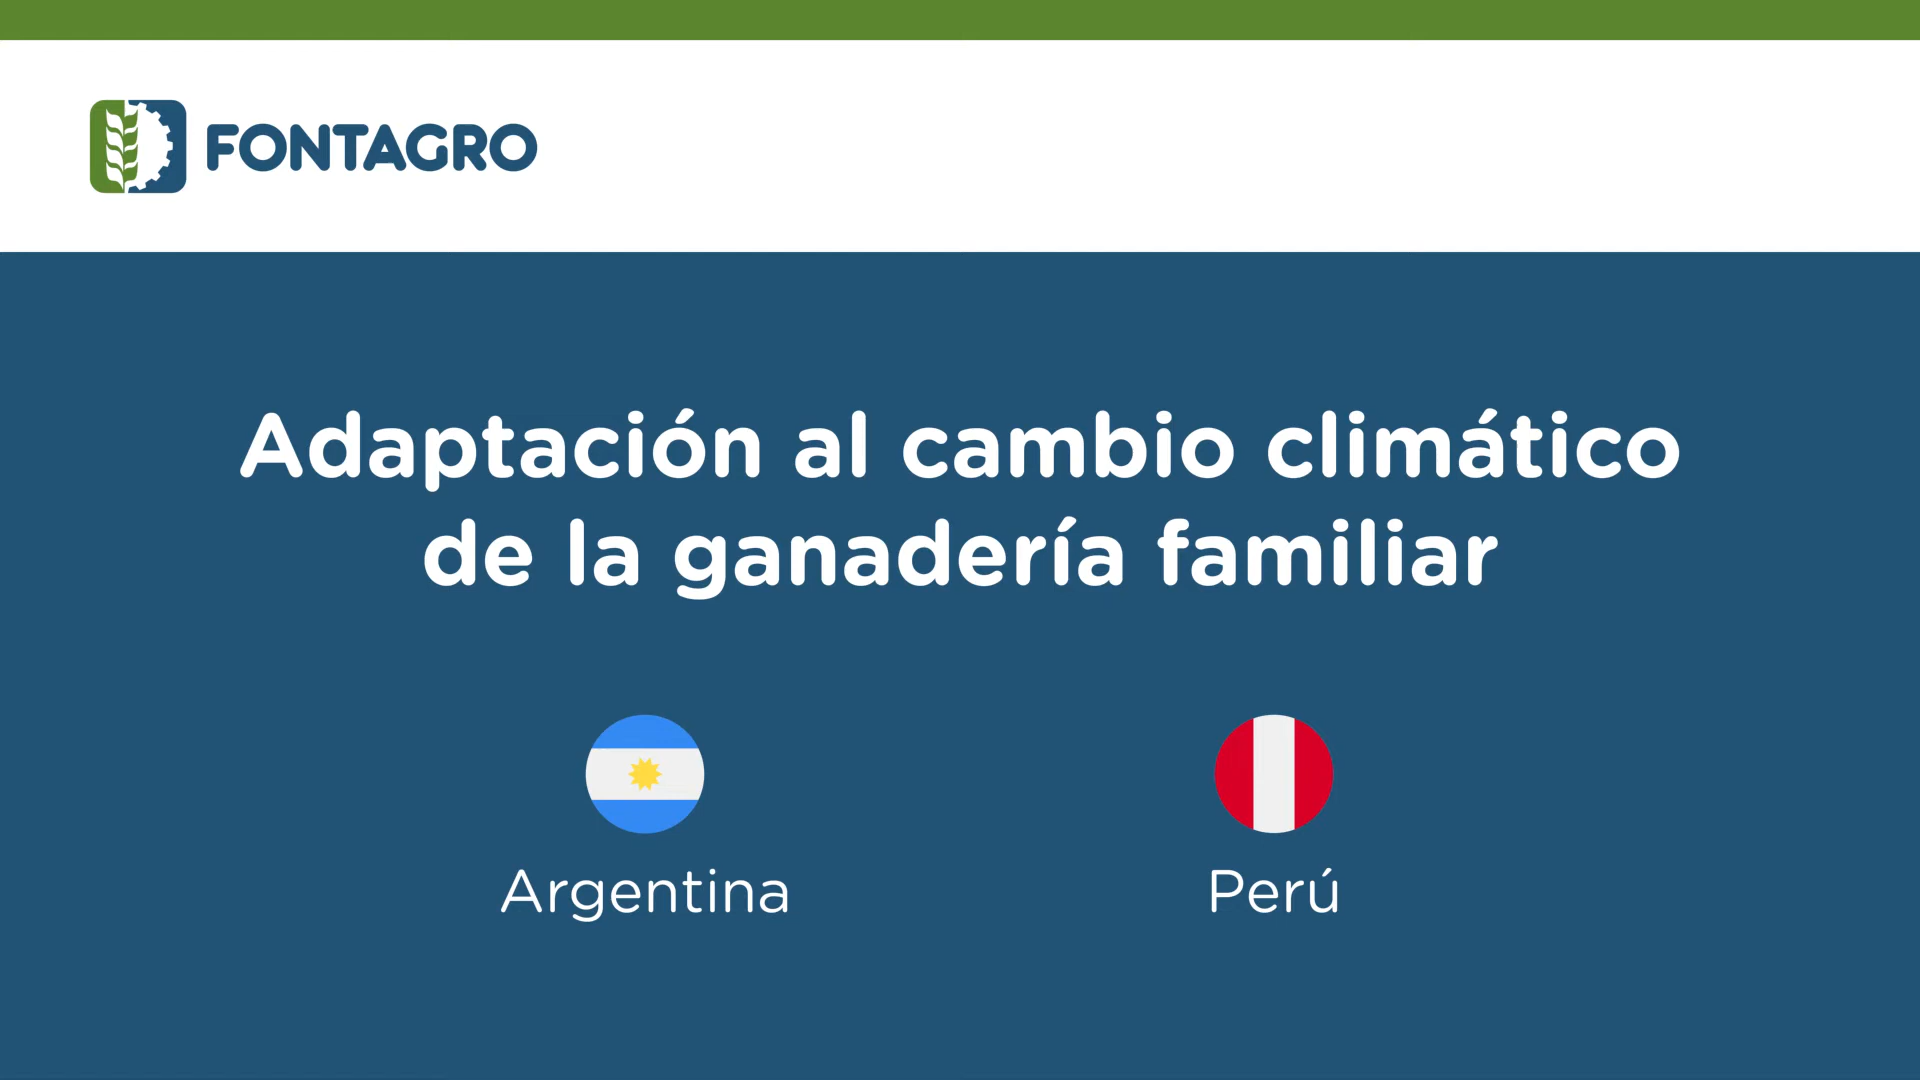 FONTAGRO
Adaptación al cambio climático
de la ganadería familiar
Argentina
Perú